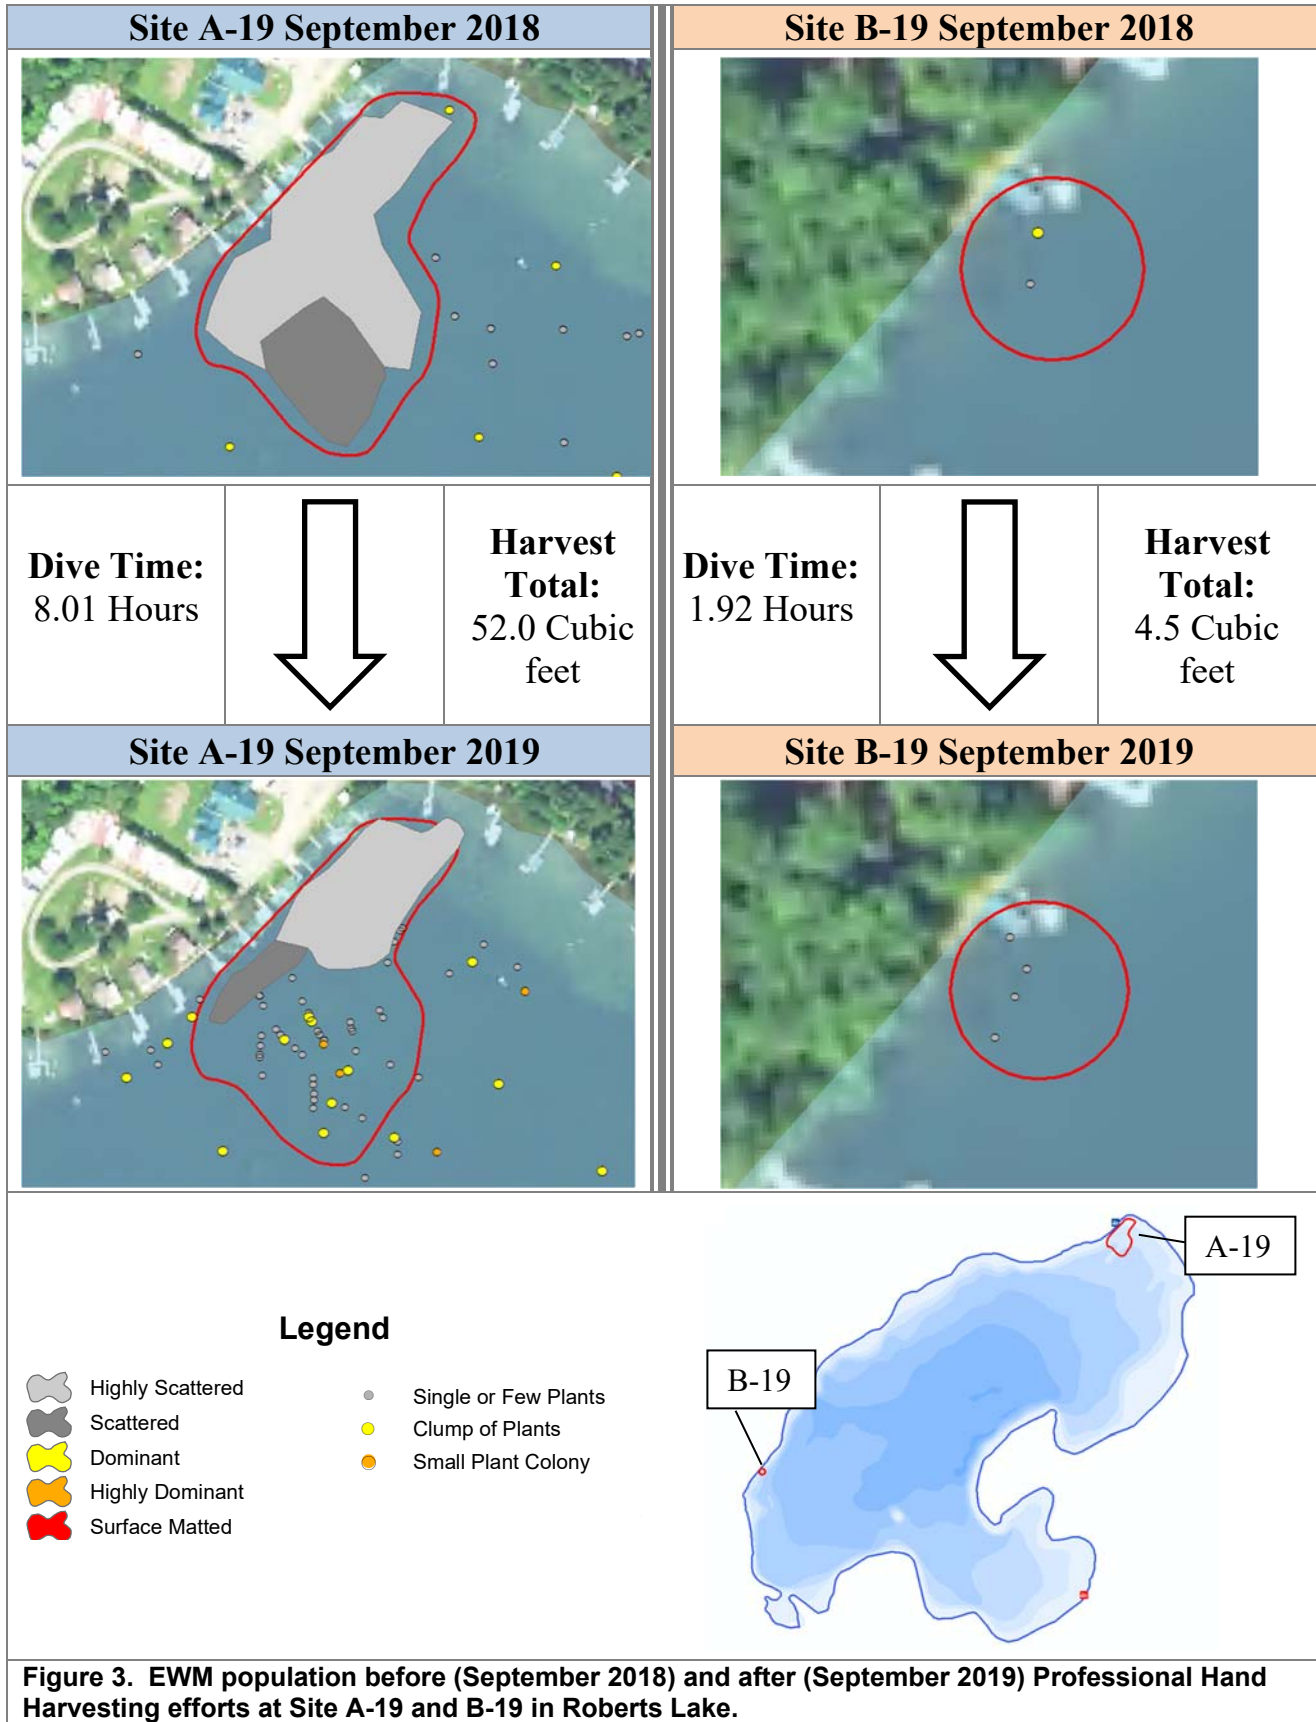 Site A-19 September 2018
Site B-19 September 2018
Dive Time:
8.01 Hours
Harvest
Total:
52.0 Cubic
feet
Dive Time:
1.92 Hours
Harvest
Total:
4.5 Cubic
feet
Site A-19 September 2019
Site B-19 September 2019
Legend
Highly Scattered
Scattered
Dominant
Highly Dominant
Surface Matted
Single or Few Plants
Clump of Plants
Small Plant Colony
A-19
B-19
Figure 3. EWM population before (September 2018) and after (September 2019) Professional Hand
Harvesting efforts at Site A-19 and B-19 in Roberts Lake.